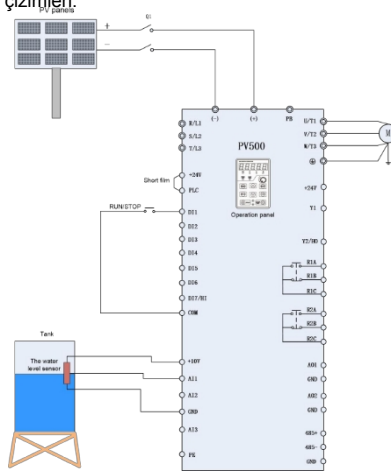 çizimleri.
PV panels
Q1
+
—
(-)
(+)
PB
R/L1
S/L2
T/L3
U/T1
V/T2
W/T3
M
PV500
+24V
PLC
Short film
Operation panel
+24V
Y1
RUN/STOP
DI1
DI2
DI3
DI4
DI5
DI6
DI7/HI
COM
Y2/HO
R1A
R1B
R1C
R2A
R2B
R2C
Tank
The water
level sensor
+10V
AI1
AI2
GND
AI3
PE
AO1
GND
AO2
GND
485+
485-
GND